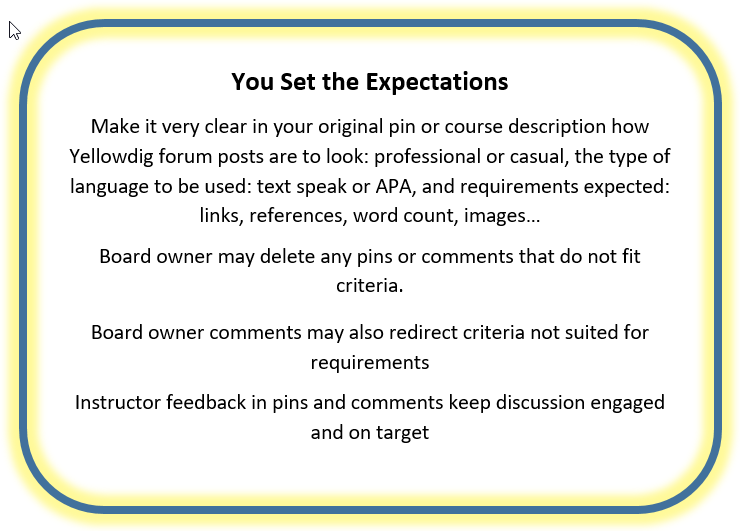 You Set the Expectations
Make it very clear in your original pin or course description how
Yellowdig forum posts are to look: professional or casual, the type of
language to be used: text speak or APA, and requirements expected:
links, references, word count, images…
Board owner may delete any pins or comments that do not fit
criteria.
Board owner comments may also redirect criteria not suited for
requirements
Instructor feedback in pins and comments keep discussion engaged
and on target